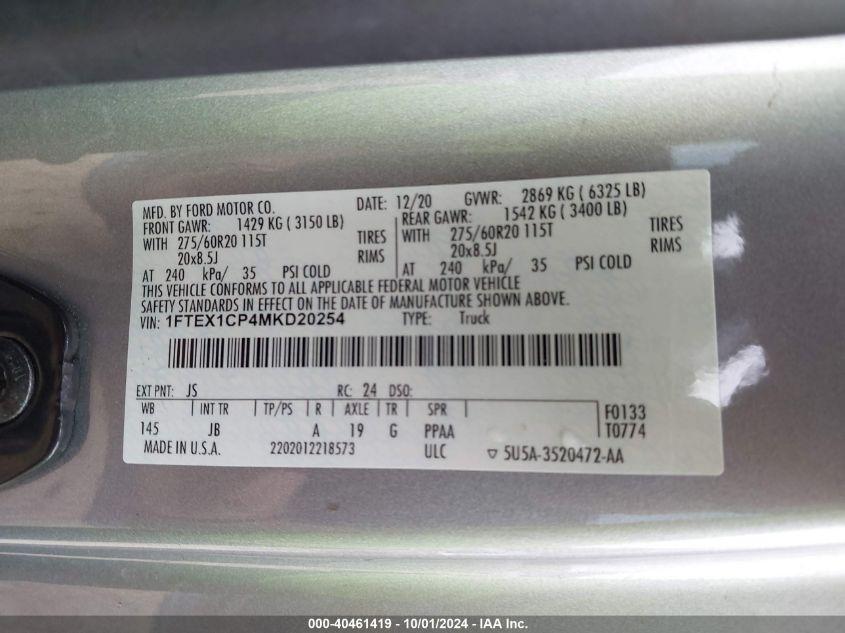 MFD. BY FORD MOTOR CO. DATE: 12/20 GVWR: 2869 KG ( 6325 LB)
FRONT GAWR: 1429 KG ( 3150 LB) REAR GAWR: 1542 KG ( 3400 LB)
WITH 275/60R20 115T TIRES WITH 275/60R20 115T TIRES
20x8.5J RIMS 20x8.5J RIMS
AT 240 kPa/ 35 PSI COLD AT 240 kPa/ 35 PSI COLD
THIS VEHICLE CONFORMS TO ALL APPLICABLE FEDERAL MOTOR VEHICLE
SAFETY STANDARDS IN EFFECT ON THE DATE OF MANUFACTURE SHOWN ABOVE.
VIN: 1FTEX1CP4MKD20254 TYPE: Truck
EXT PNT: JS RC: 24 DSO:
WB INT TR TP/PS R AXLE TR SPR F0133
145 JB A 19 G PPAA T0774
MADE IN U.S.A. 2202012218573 ULC ▽ 5U5A-3520472-AA
000-40461419 - 10/01/2024 - IAA Inc.